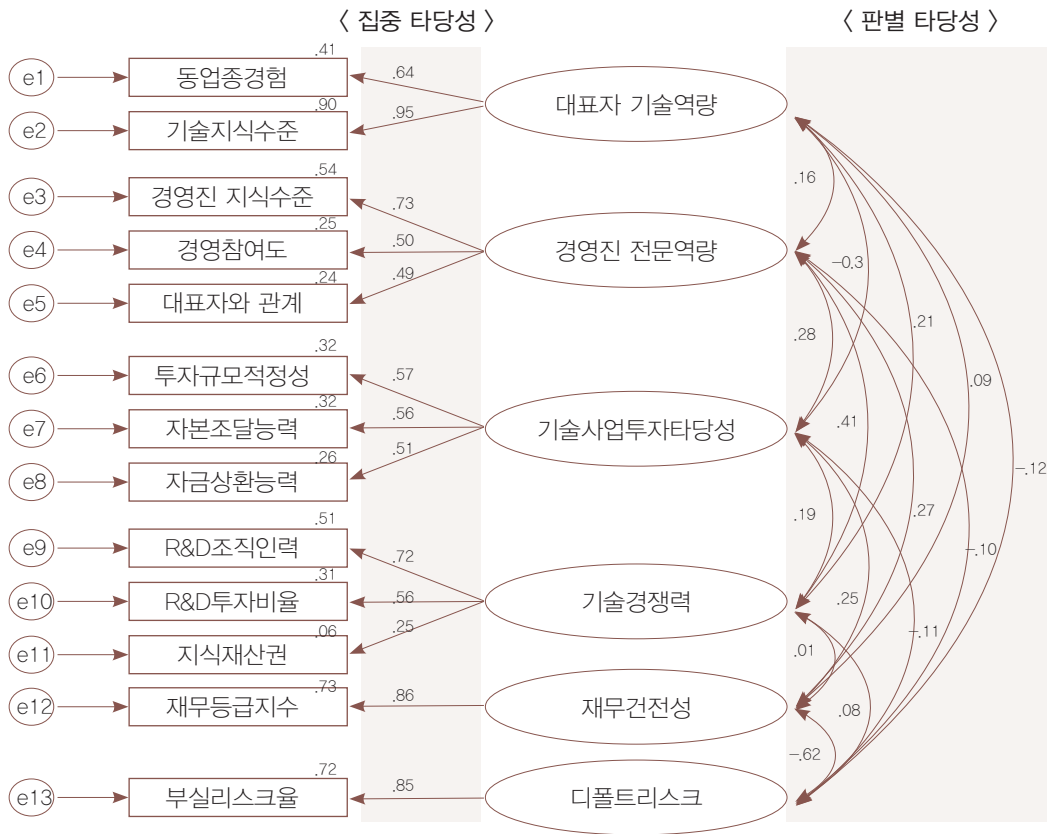 〈 집중 타당성 〉
〈 판별 타당성 〉
e1
.41
동업종경험
.64
대표자 기술역량
e2
.90
기술지식수준
.95
.16
e3
.54
경영진 지식수준
.73
e4
.25
경영참여도
.50
경영진 전문역량
-0.3
e5
.24
대표자와 관계
.49
.28
.21
e6
.32
투자규모적정성
.57
.09
e7
.32
자본조달능력
.56
기술사업투자타당성
.41
e8
.26
자금상환능력
.51
-.12
.19
.27
e9
.51
R&D조직인력
.72
-.10
e10
.31
R&D투자비율
.56
기술경쟁력
.25
-.11
e11
.06
지식재산권
.25
.01
e12
.73
재무등급지수
.86
재무건전성
.08
-.62
e13
.72
부실리스크율
.85
디폴트리스크